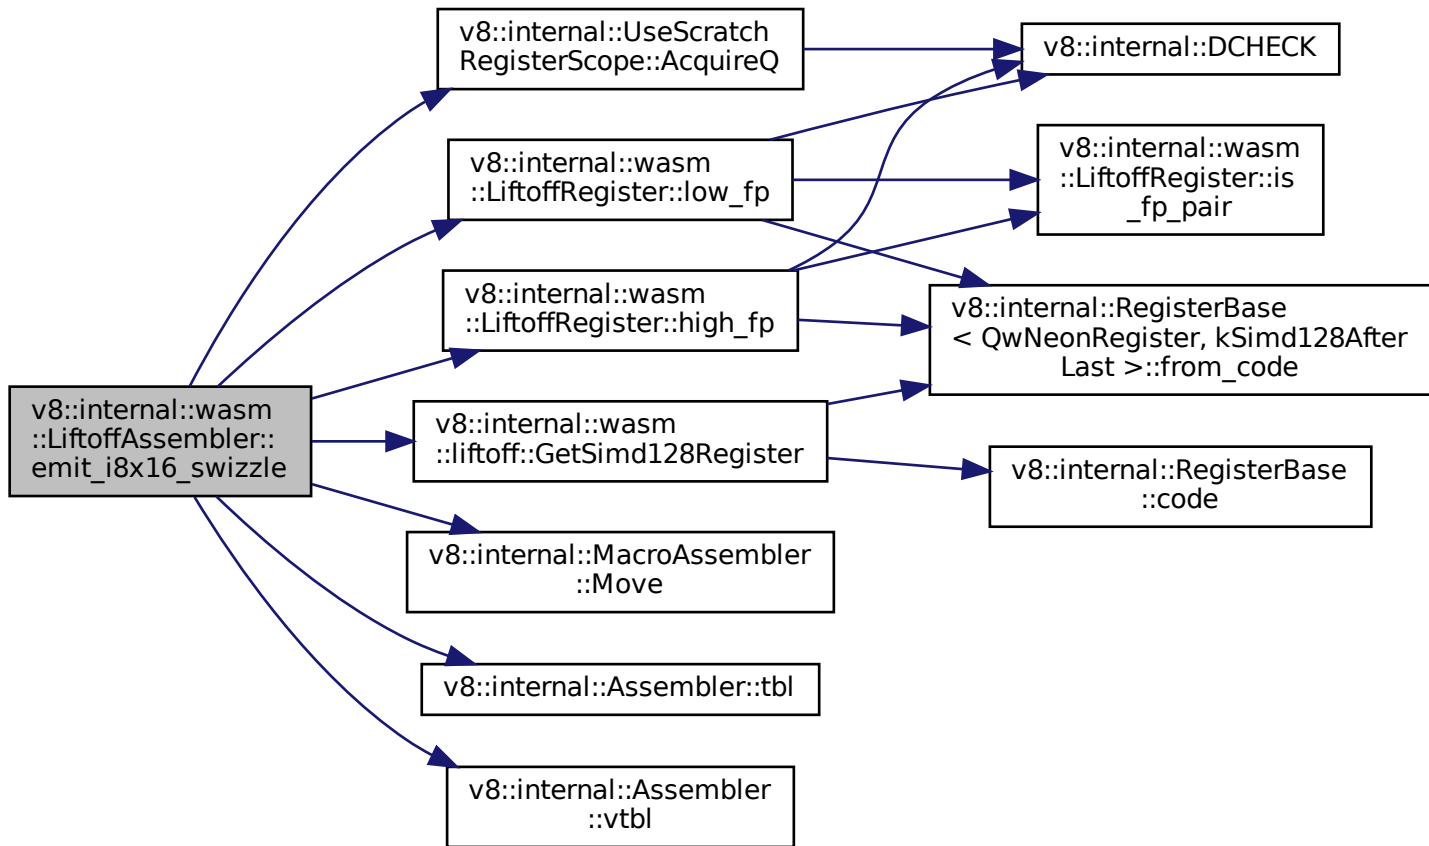 v8::internal::UseScratch
RegisterScope::AcquireQ
v8::internal::DCHECK
v8::internal::wasm
::LiftoffRegister::low_fp
v8::internal::wasm
::LiftoffRegister::is
_fp_pair
v8::internal::wasm
::LiftoffRegister::high_fp
v8::internal::RegisterBase
< QwNeonRegister, kSimd128After
Last >::from_code
v8::internal::wasm
::LiftoffAssembler::
emit_i8x16_swizzle
v8::internal::wasm
::liftoff::GetSimd128Register
v8::internal::RegisterBase
::code
v8::internal::MacroAssembler
::Move
v8::internal::Assembler::tbl
v8::internal::Assembler
::vtbl